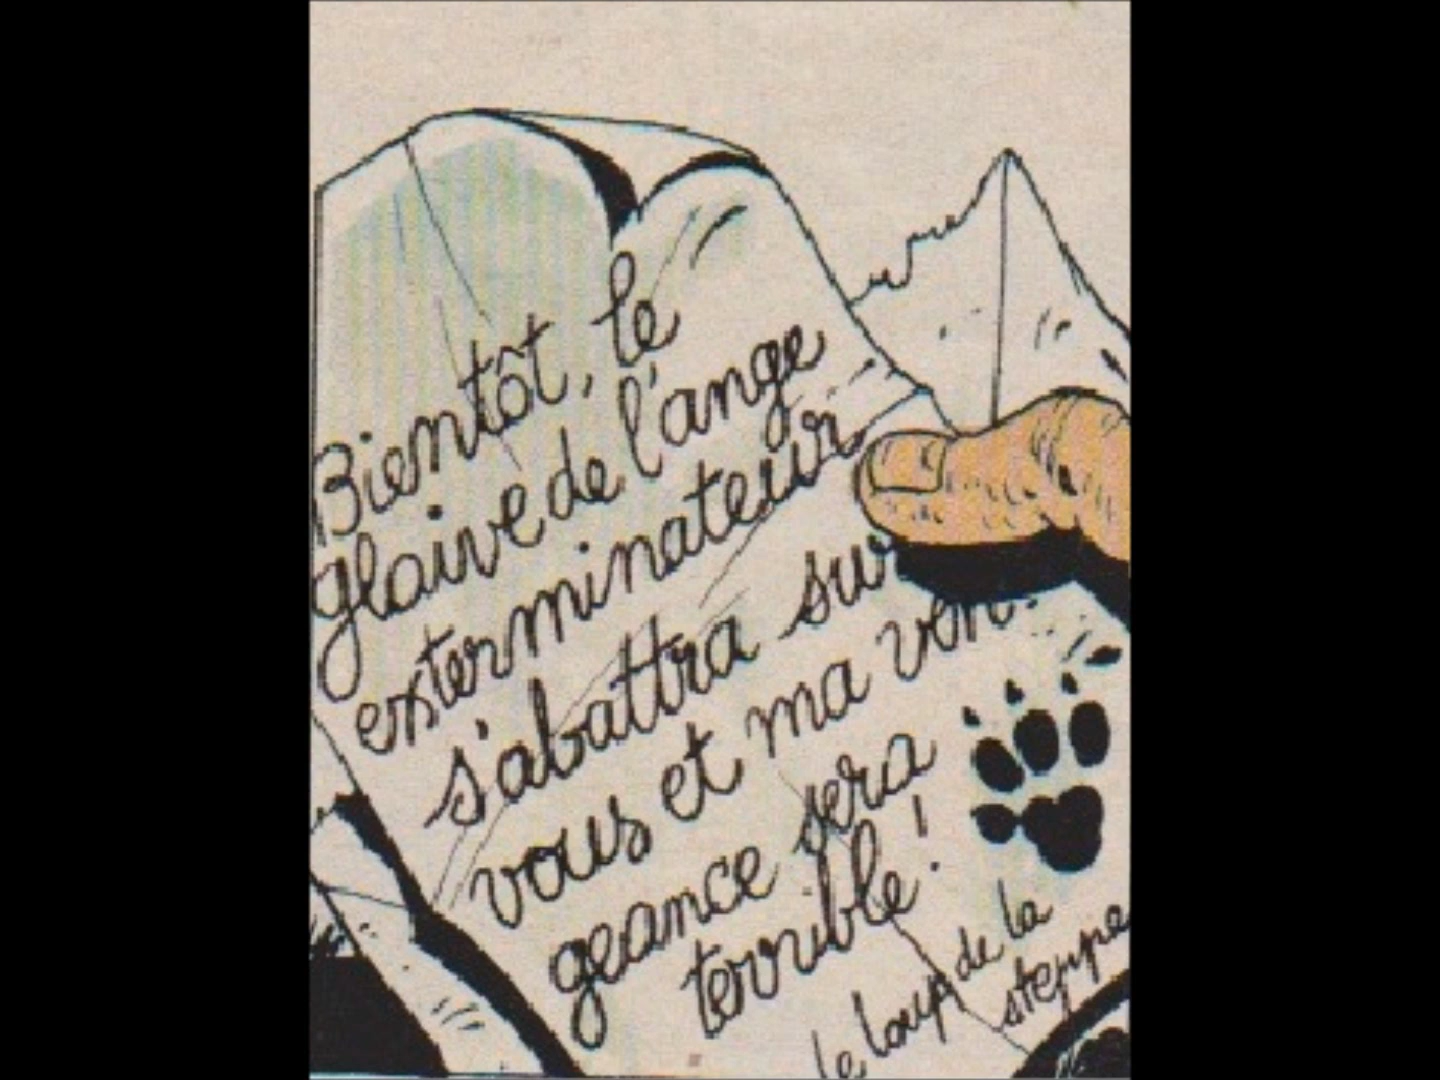 Bientôt, le
glaive de l'ange
exterminateur
s'abattra sur
vous et ma ven-
geance sera
terrible !
le loup de la
steppe